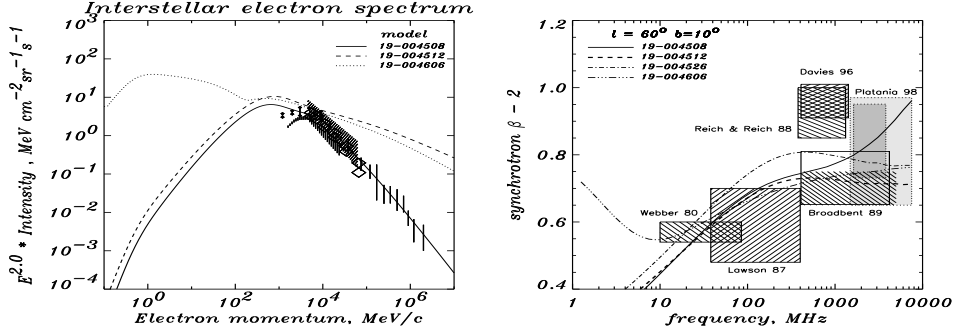 Interstellar electron spectrum
E^2.0 * Intensity , MeV cm^-2 sr^-1 s^-1
10^3
10^2
10^1
10^0
10^-1
10^-2
10^-3
10^-4
model
19-004508
19-004512
19-004606
10^0
10^2
10^4
10^6
Electron momentum, MeV/c
synchrotron β - 2
1.2
1.0
0.8
0.6
0.4
l = 60° b=10°
19-004508
19-004512
19-004526
19-004606
Davies 96
Platania 98
Reich & Reich 88
Webber 80
Broadbent 89
Lawson 87
1
10
100
1000
10000
frequency, MHz